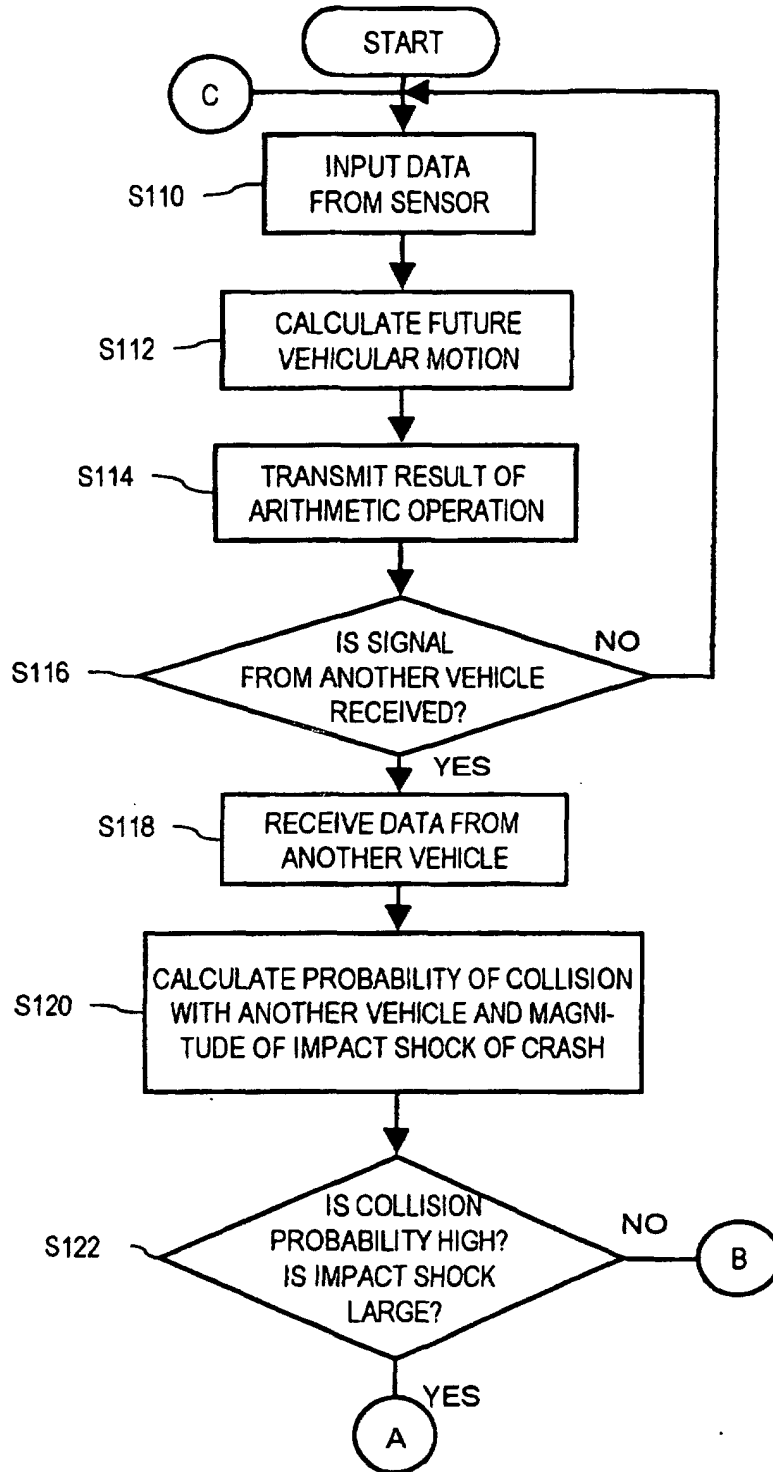 START
C
INPUT DATA
FROM SENSOR
S110
CALCULATE FUTURE
VEHICULAR MOTION
S112
TRANSMIT RESULT OF
ARITHMETIC OPERATION
S114
IS SIGNAL
FROM ANOTHER VEHICLE
RECEIVED?
NO
S116
YES
RECEIVE DATA FROM
ANOTHER VEHICLE
S118
CALCULATE PROBABILITY OF COLLISION
WITH ANOTHER VEHICLE AND MAGNI-
TUDE OF IMPACT SHOCK OF CRASH
S120
IS COLLISION
PROBABILITY HIGH?
IS IMPACT SHOCK
LARGE?
NO
S122
B
YES
A